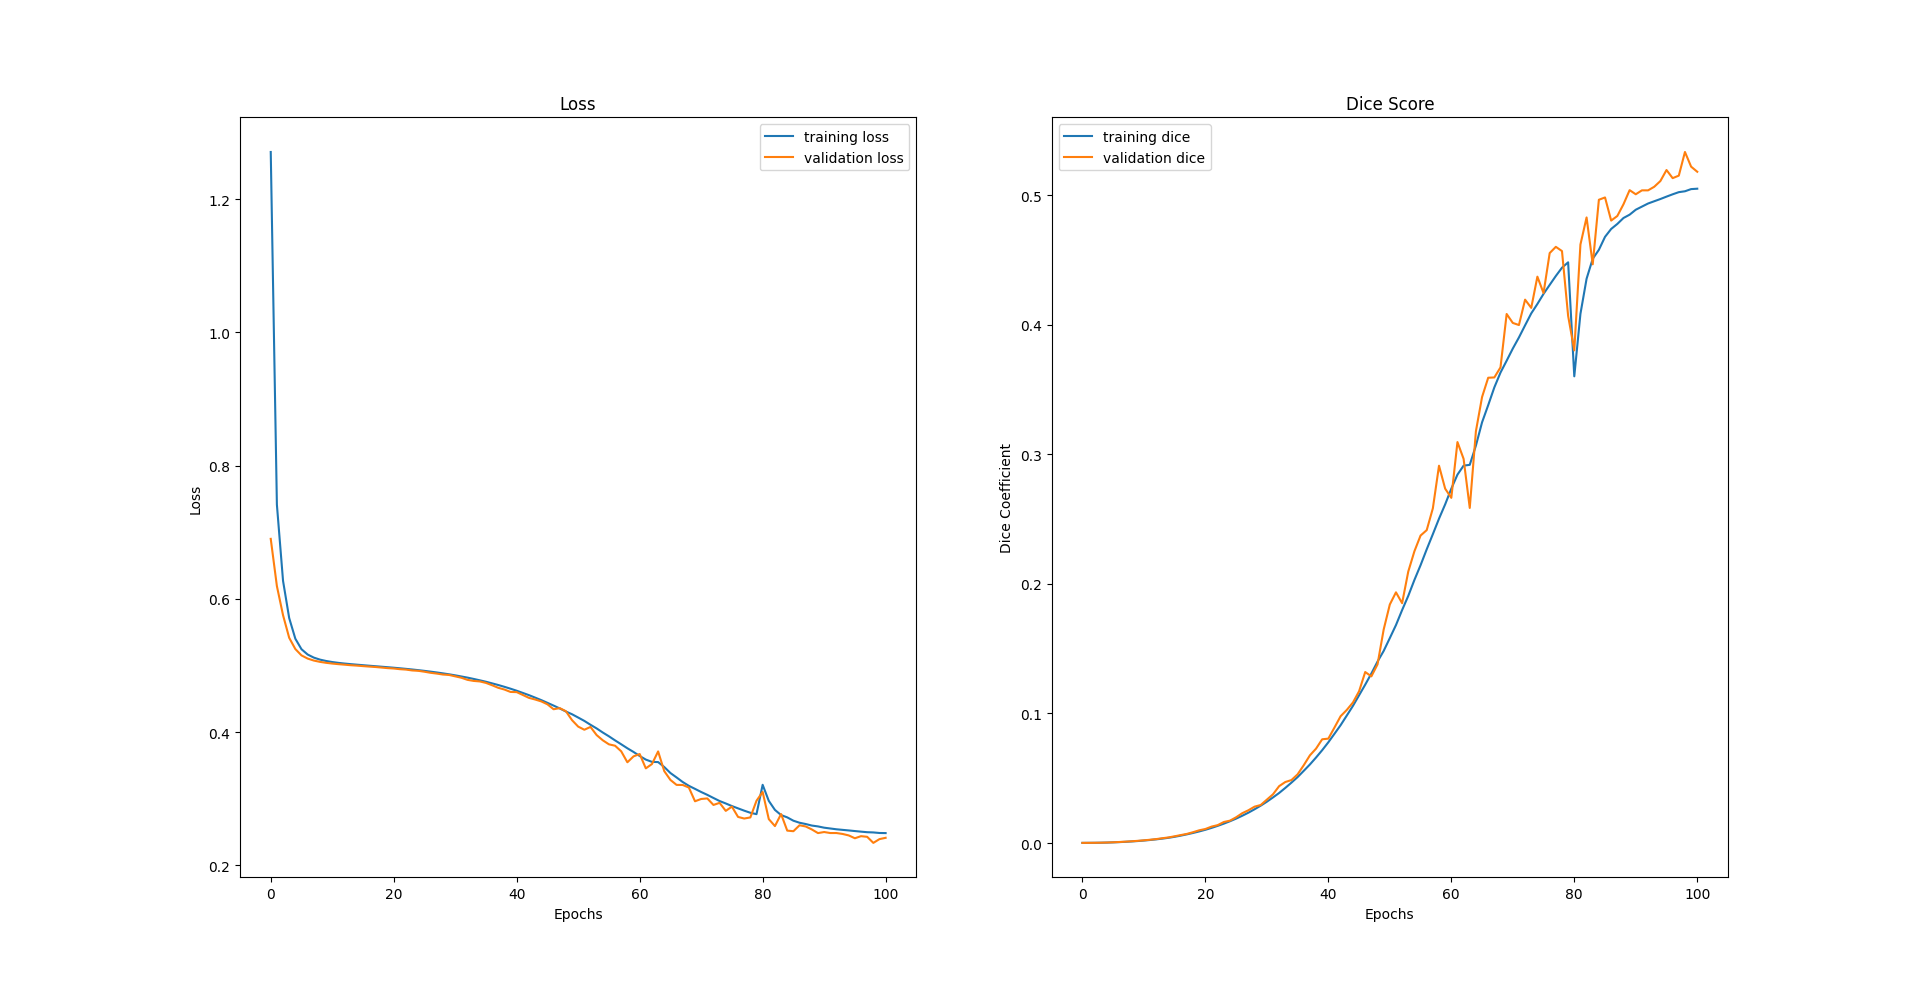 Loss
training loss
validation loss
1.2
1.0
0.8
0.6
0.4
0.2
Loss
0 20 40 60 80 100
Epochs
Dice Score
training dice
validation dice
0.5
0.4
0.3
0.2
0.1
0.0
Dice Coefficient
0 20 40 60 80 100
Epochs